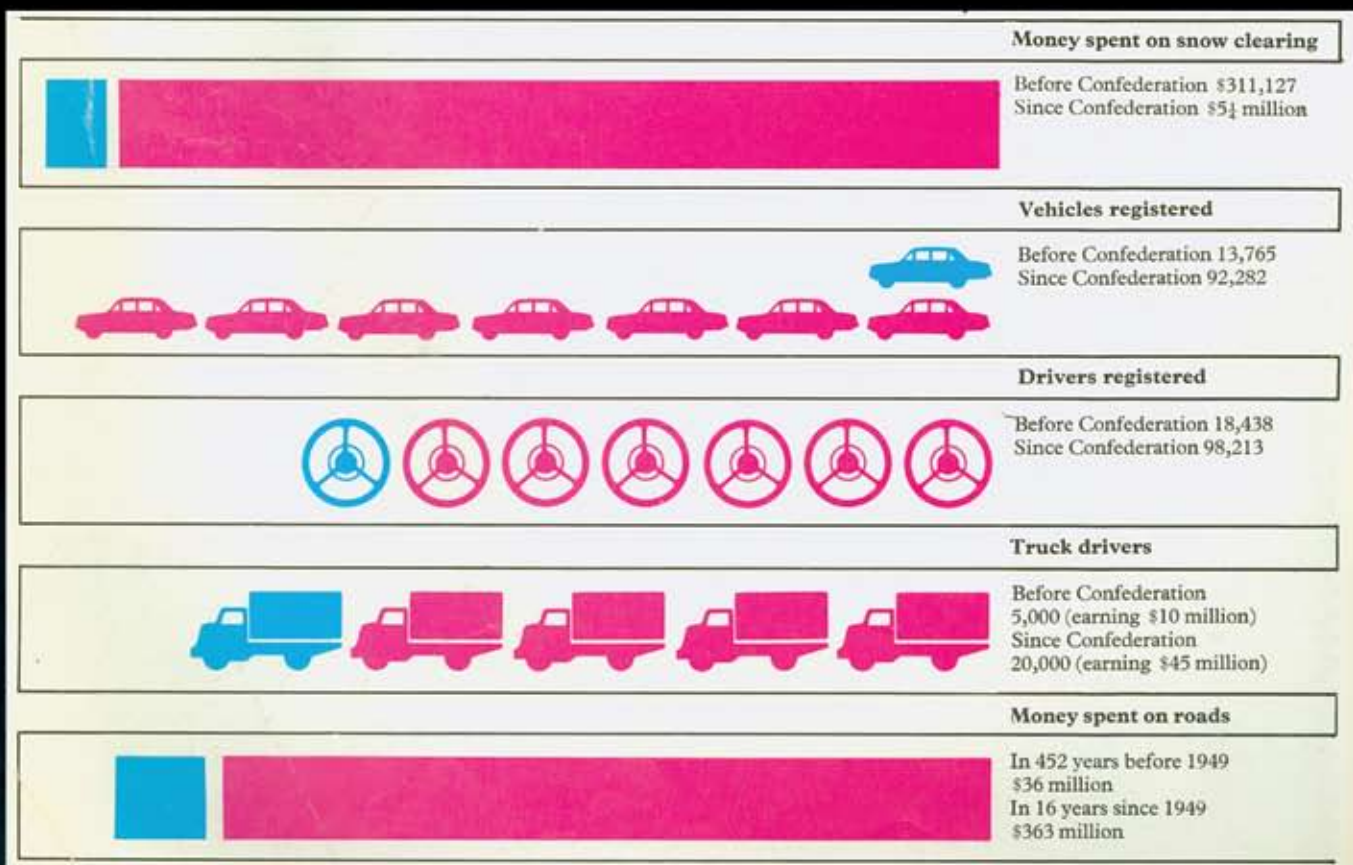 Money spent on snow clearing
Before Confederation $311,127
Since Confederation $5¼ million
Vehicles registered
Before Confederation 13,765
Since Confederation 92,282
Drivers registered
Before Confederation 18,438
Since Confederation 98,213
Truck drivers
Before Confederation
5,000 (earning $10 million)
Since Confederation
20,000 (earning $45 million)
Money spent on roads
In 452 years before 1949
$36 million
In 16 years since 1949
$363 million